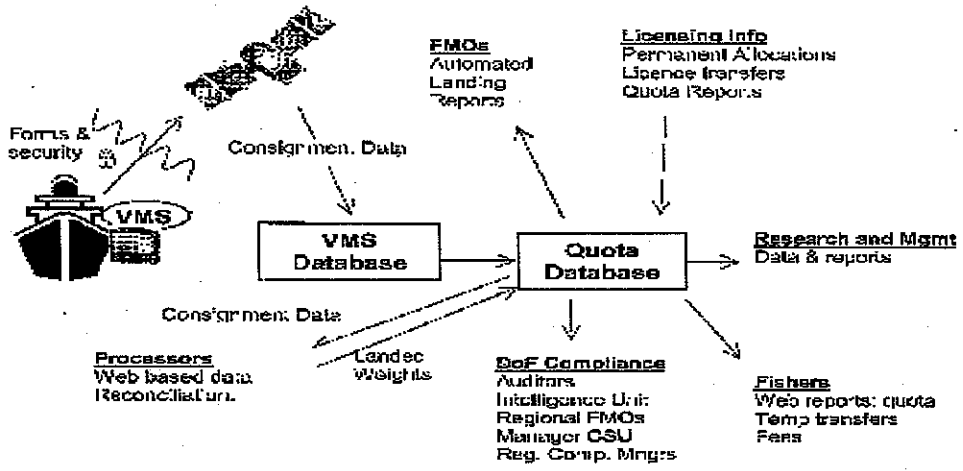 FMOs
Automated
Landing
Reports
Licensing Info
Permanent Allocations
Licence transfers
Quota Reports
Forms &
security
VMS
Consignment Data
VMS
Database
Quota
Database
Research and Mgmt
Data & reports
Consignment Data
Landed
Weights
Processors
Web based data
Reconciliation.
DoF Compliance
Auditors
Intelligence Unit
Regional FMOs
Manager CSU
Reg. Comp. Mngrs
Fishers
Web reports: quota
Temp transfers
Fees